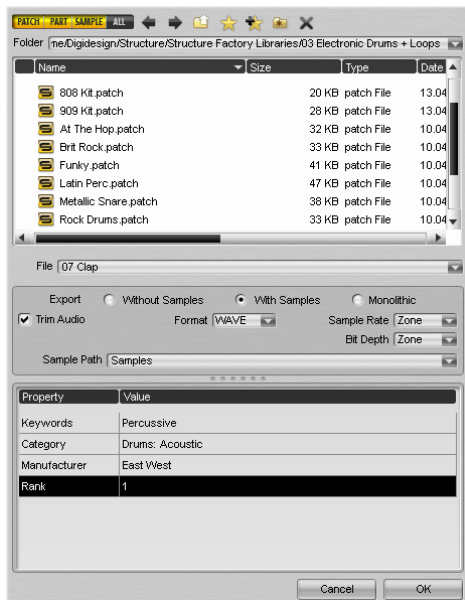 PATCH PART SAMPLE ALL
Folder ne/Digidesign/Structure/Structure Factory Libraries/03 Electronic Drums + Loops
Name Size Type Date
808 Kit.patch 20 KB patch File 13.04
909 Kit.patch 28 KB patch File 13.04
At The Hop.patch 32 KB patch File 10.04
Brit Rock.patch 33 KB patch File 10.04
Funky.patch 41 KB patch File 10.04
Latin Perc.patch 47 KB patch File 10.04
Metallic Snare.patch 38 KB patch File 10.04
Rock Drums.patch 33 KB patch File 10.04
File 07 Clap
Export Without Samples With Samples Monolithic
Trim Audio Format WAVE Sample Rate Zone
Bit Depth Zone
Sample Path Samples
Property Value
Keywords Percussive
Category Drums: Acoustic
Manufacturer East West
Rank 1
Cancel OK